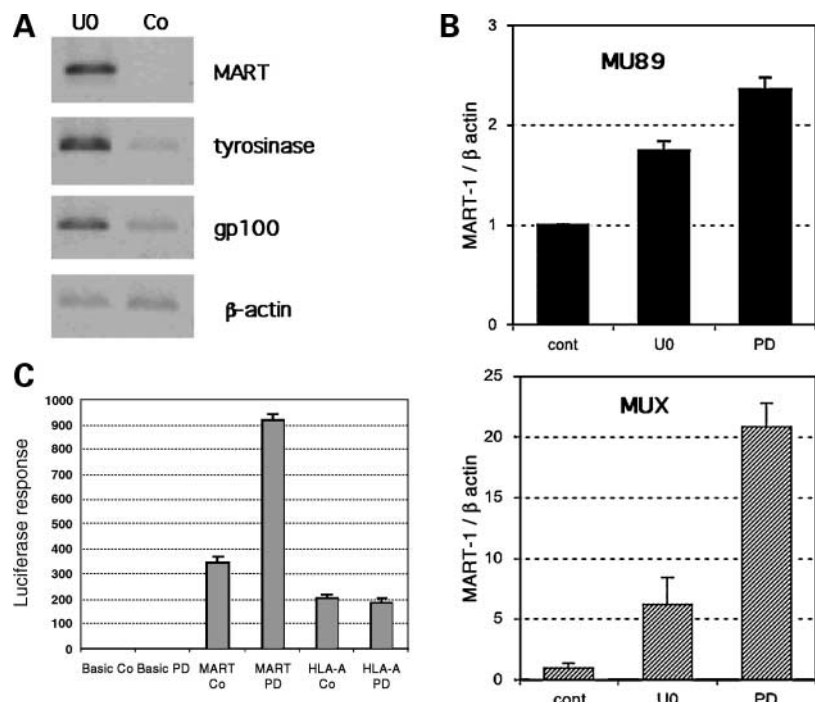 A
U0 Co
MART
tyrosinase
gp100
β-actin
B
MU89
MART-1 / β actin
3
2
1
0
cont U0 PD
C
Luciferase response
1000
900
800
700
600
500
400
300
200
100
0
Basic Co Basic PD MART Co MART PD HLA-A Co HLA-A PD
MUX
MART-1 / β actin
25
20
15
10
5
0
cont U0 PD